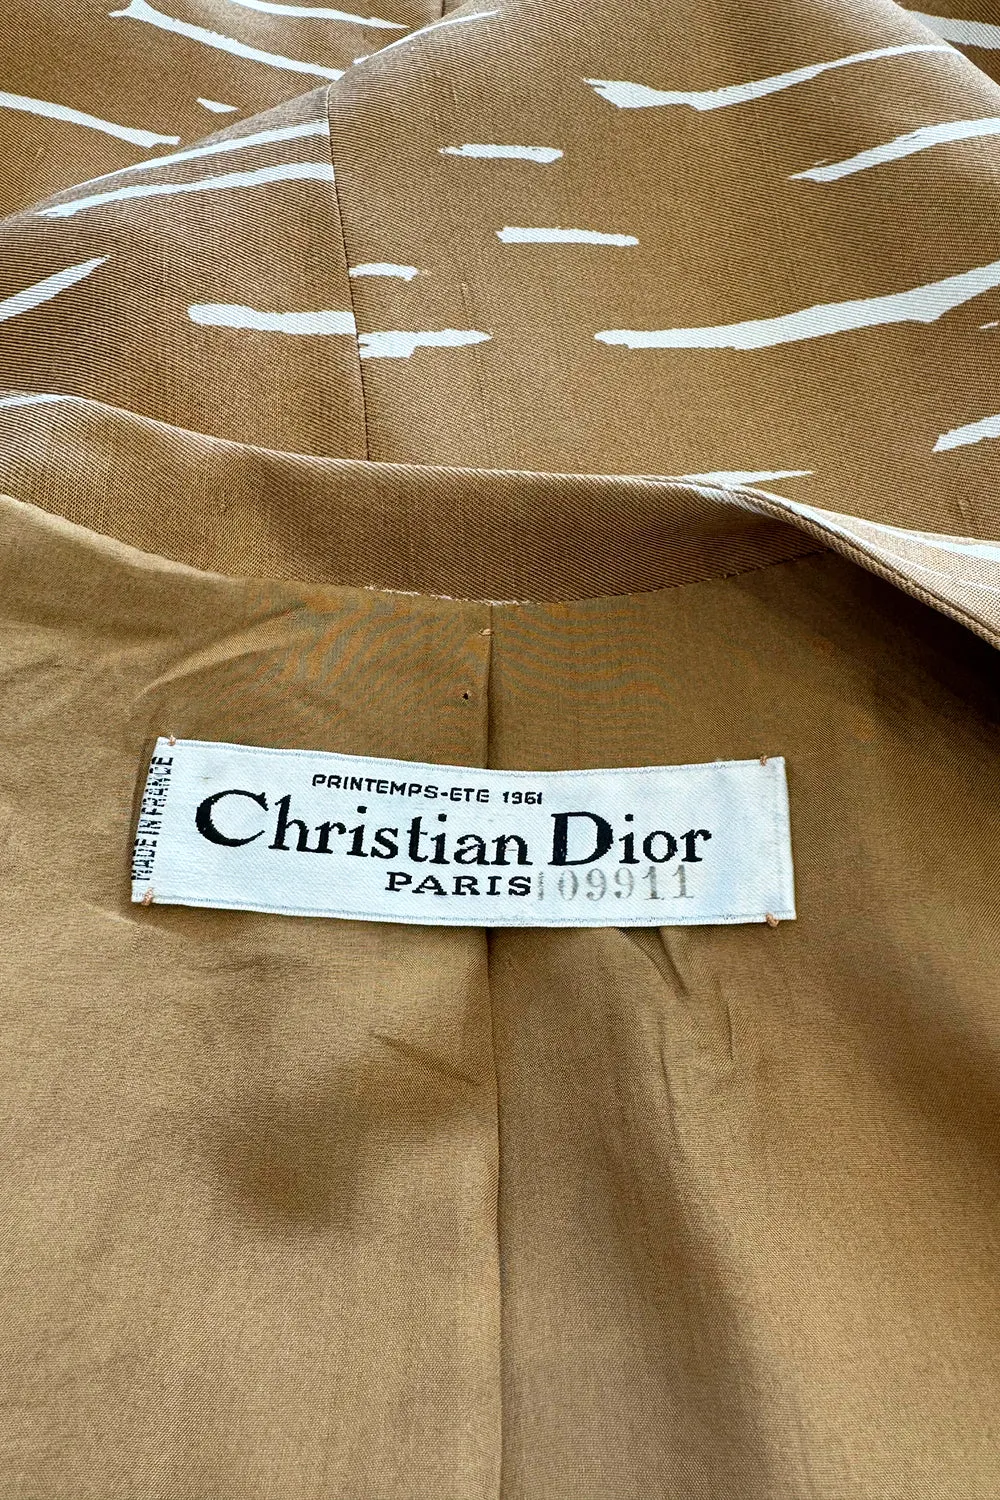 MADE IN FRANCE
PRINTEMPS-ETE 1961
Christian Dior
PARIS 109911